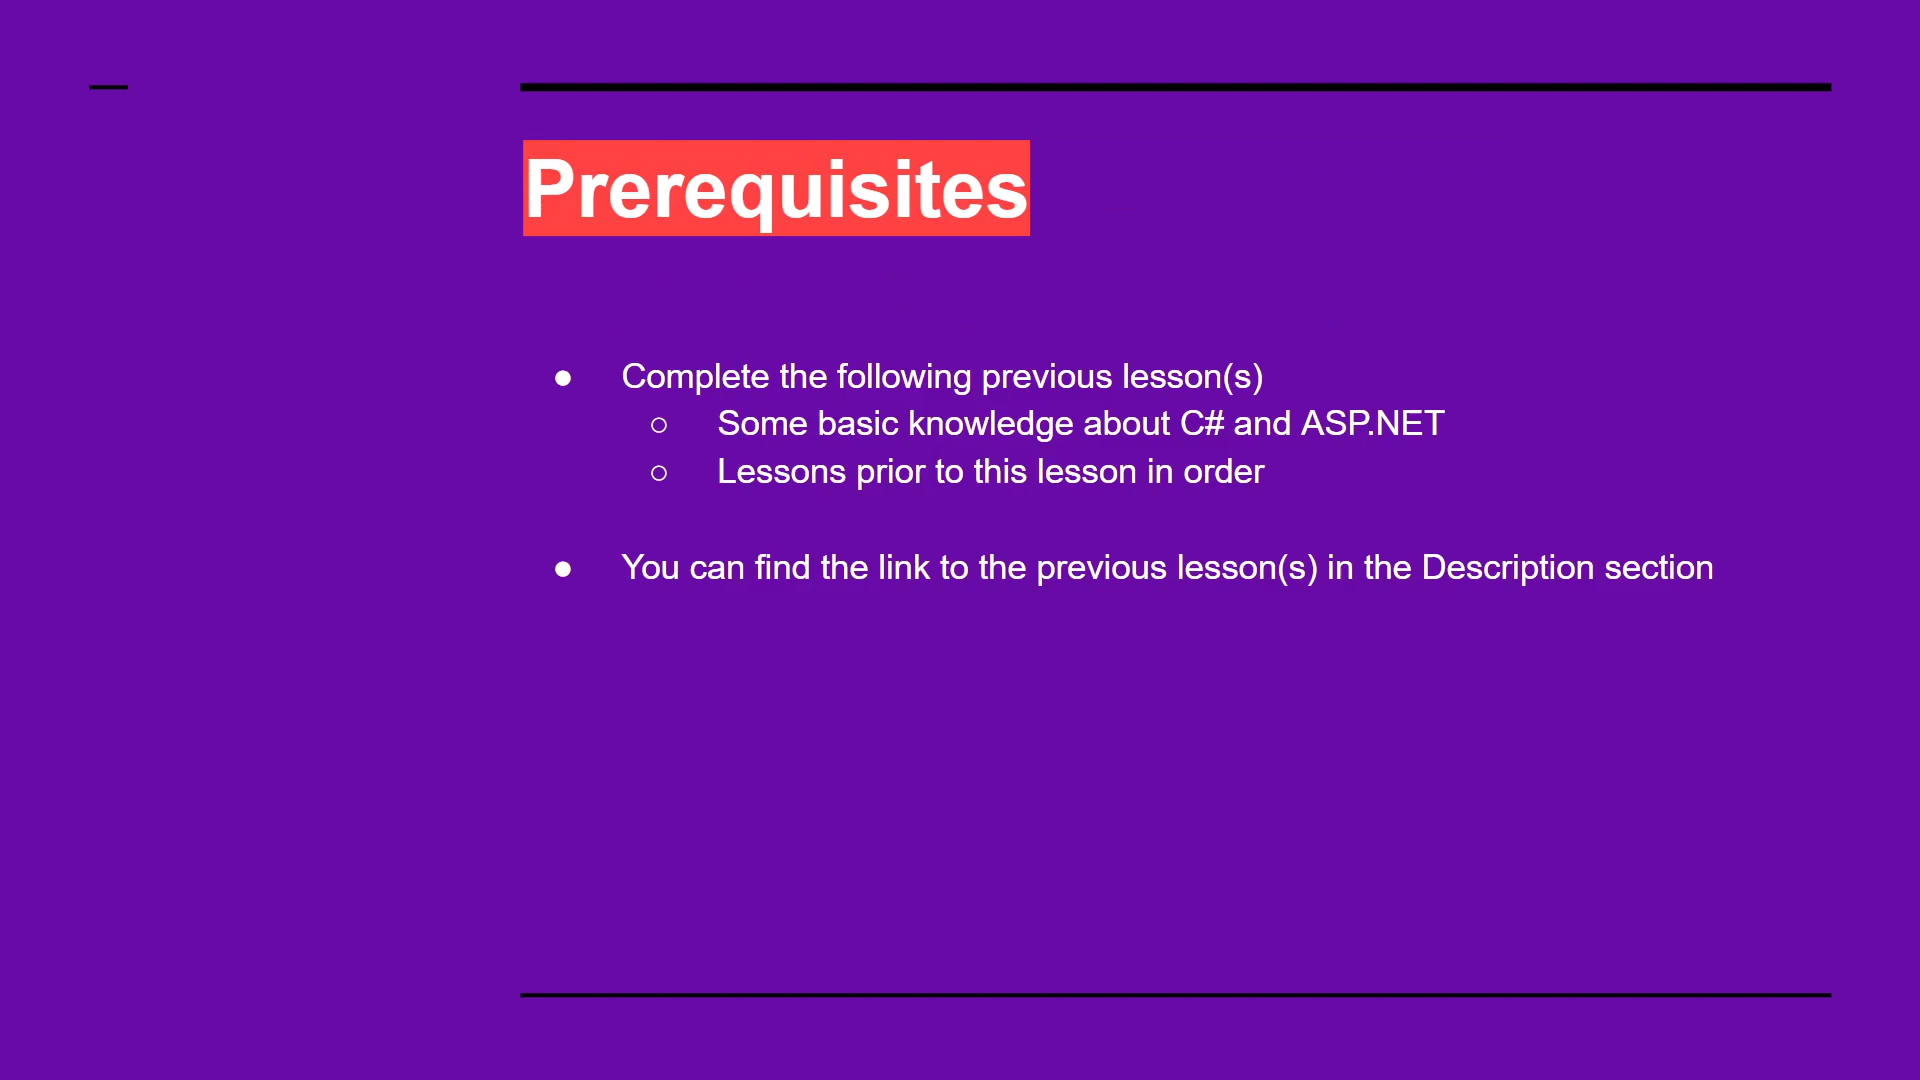 Prerequisites
● Complete the following previous lesson(s)
○ Some basic knowledge about C# and ASP.NET
○ Lessons prior to this lesson in order
● You can find the link to the previous lesson(s) in the Description section